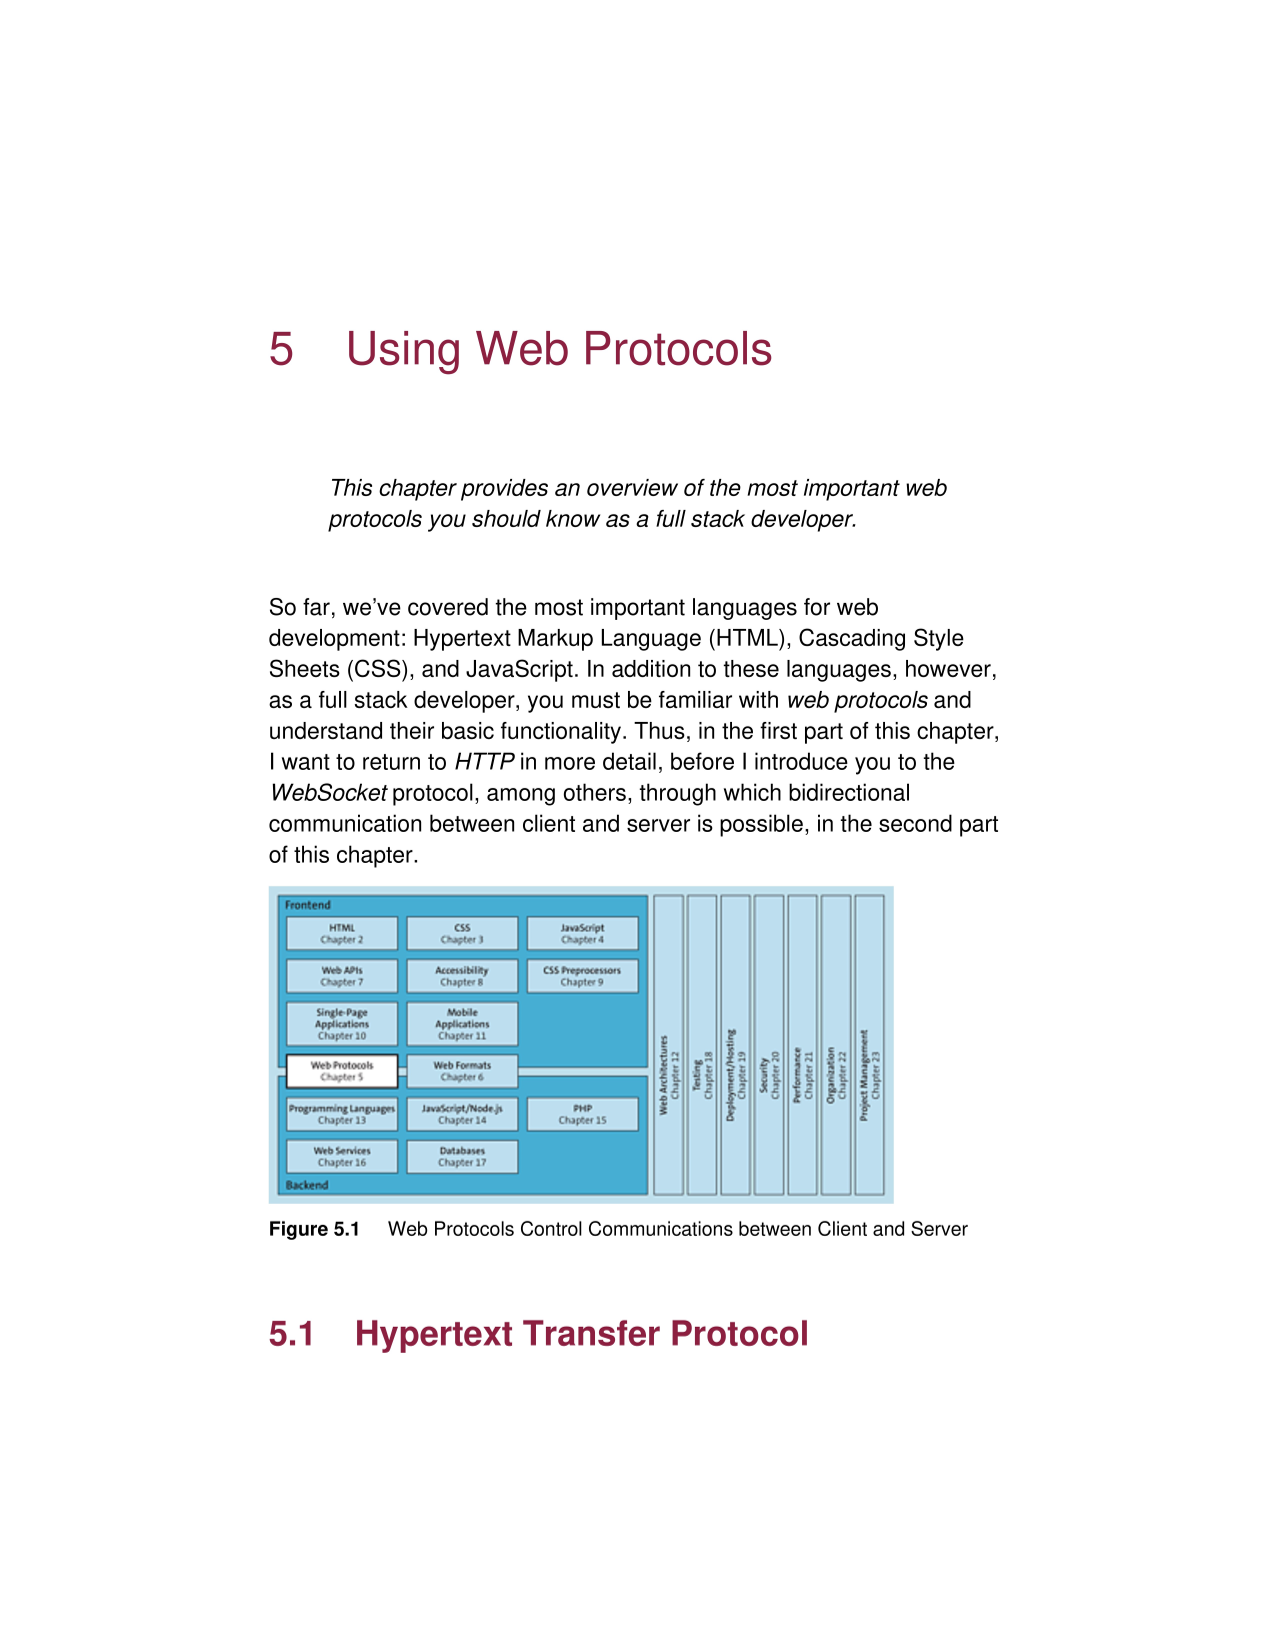 5 Using Web Protocols
This chapter provides an overview of the most important web
protocols you should know as a full stack developer.
So far, we’ve covered the most important languages for web
development: Hypertext Markup Language (HTML), Cascading Style
Sheets (CSS), and JavaScript. In addition to these languages, however,
as a full stack developer, you must be familiar with web protocols and
understand their basic functionality. Thus, in the first part of this chapter,
I want to return to HTTP in more detail, before I introduce you to the
WebSocket protocol, among others, through which bidirectional
communication between client and server is possible, in the second part
of this chapter.
Frontend
HTML
Chapter 2
CSS
Chapter 3
JavaScript
Chapter 4
Web APIs
Chapter 7
Accessibility
Chapter 8
CSS Preprocessors
Chapter 9
Single-Page
Applications
Chapter 10
Mobile
Applications
Chapter 11
Web Protocols
Chapter 5
Web Formats
Chapter 6
Programming Languages
Chapter 13
JavaScript/Node.js
Chapter 14
PHP
Chapter 15
Web Services
Chapter 16
Databases
Chapter 17
Backend
Web Architectures
Chapter 12
Testing
Chapter 18
Deployment/Hosting
Chapter 19
Security
Chapter 20
Performance
Chapter 21
Organization
Chapter 22
Project Management
Chapter 23
Figure 5.1 Web Protocols Control Communications between Client and Server
5.1 Hypertext Transfer Protocol